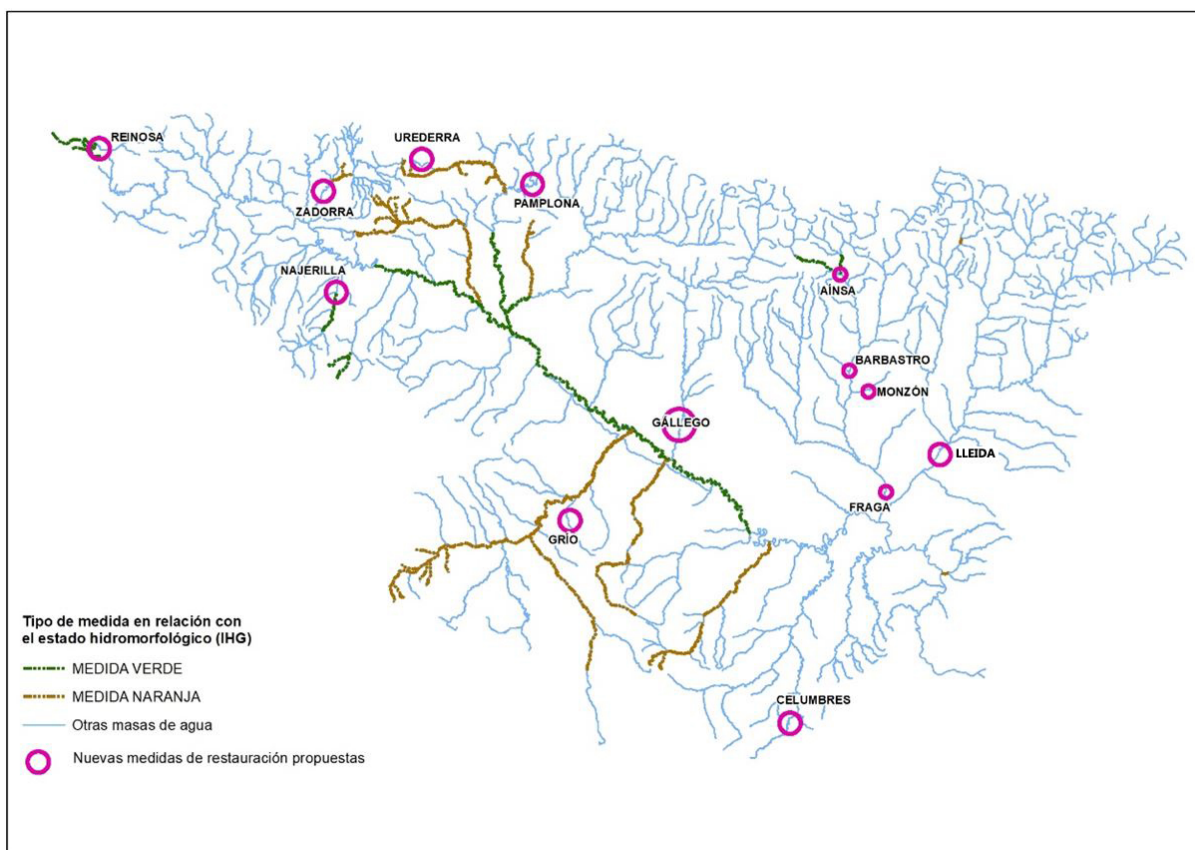 REINOSA
UREDERRA
ZADORRA
PAMPLONA
NAJERILLA
AÍNSA
BARBASTRO
MONZÓN
GÁLLEGO
LLEIDA
FRAGA
GRÍO
CELUMBRES
Tipo de medida en relación con
el estado hidromorfológico (IHG)
MEDIDA VERDE
MEDIDA NARANJA
Otras masas de agua
Nuevas medidas de restauración propuestas